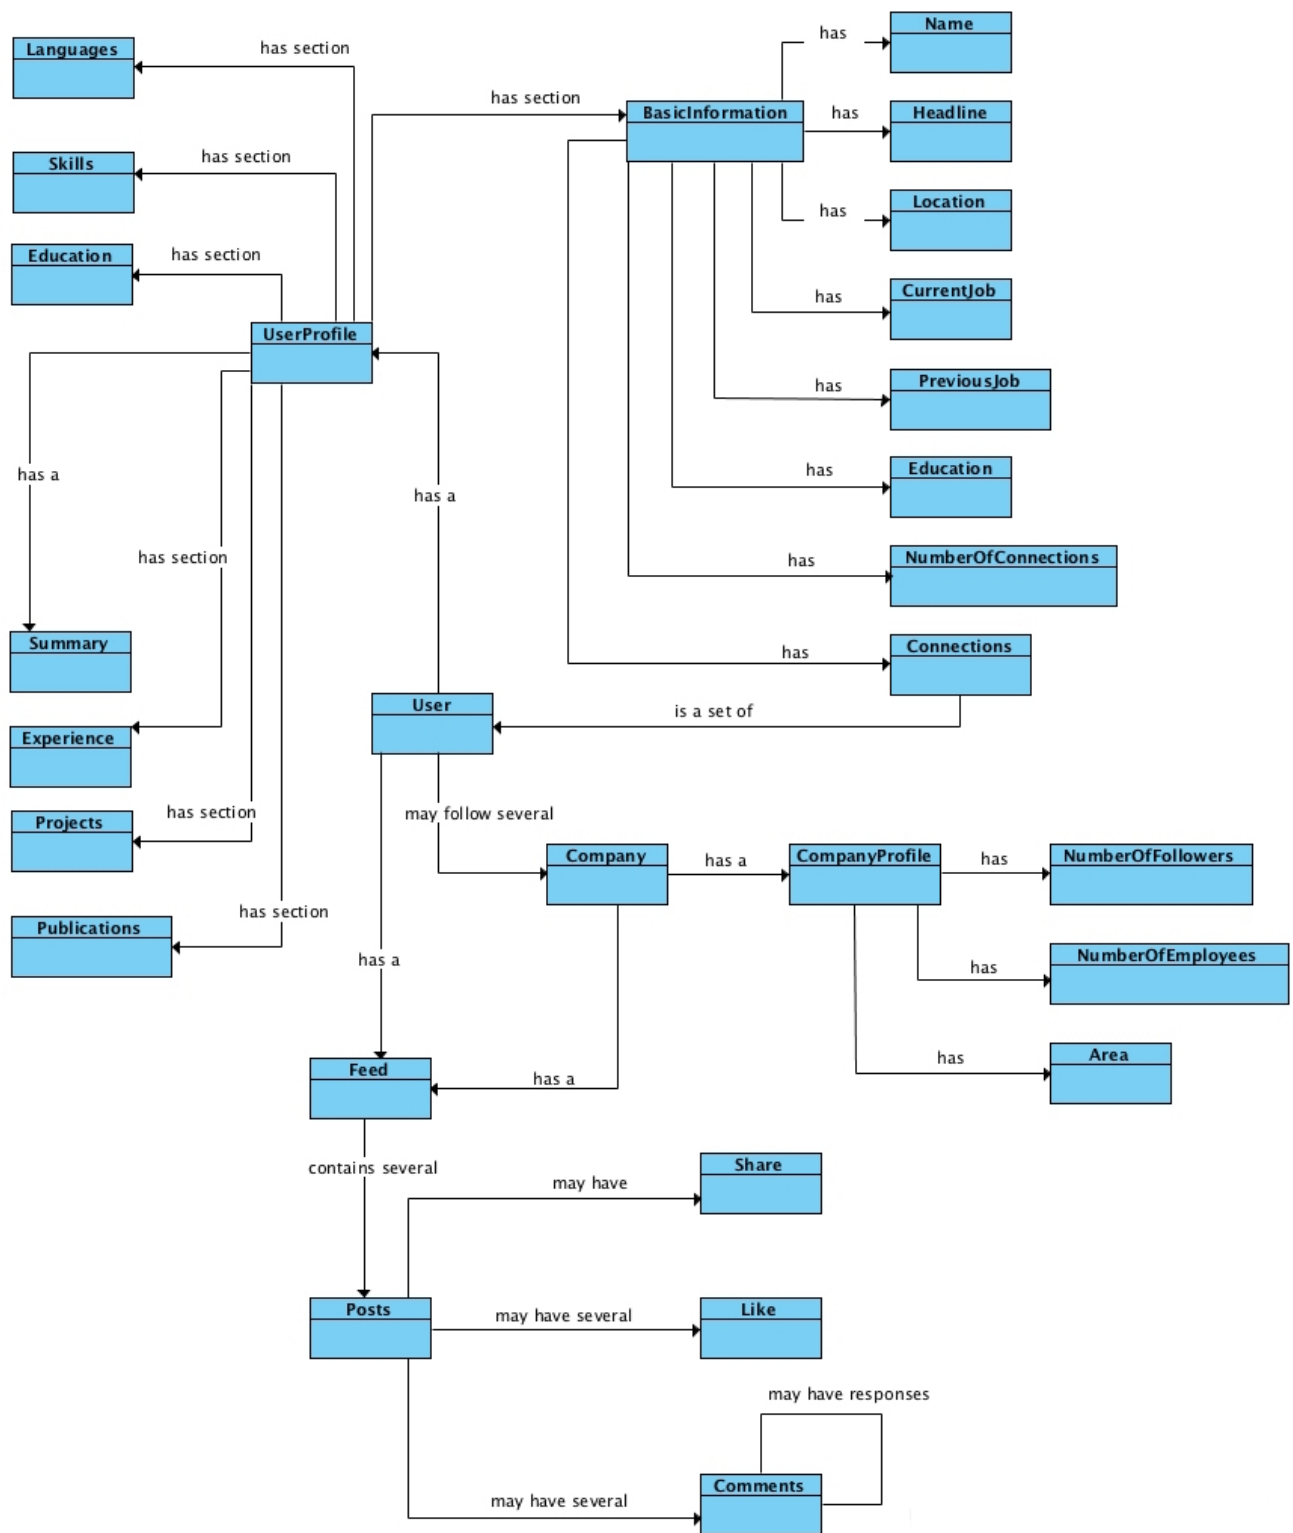 Name
has
Languages
has section
has section
BasicInformation
has
Headline
Skills
has section
Location
has
Education
has section
CurrentJob
has
UserProfile
PreviousJob
has
has a
Education
has
has a
has section
NumberOfConnections
has
Summary
Connections
has
User
is a set of
Experience
Projects
has section
may follow several
Company
has a
CompanyProfile
has
NumberOfFollowers
Publications
has section
has a
NumberOfEmployees
has
Feed
has a
Area
has
contains several
Share
may have
Posts
may have several
Like
may have responses
Comments
may have several